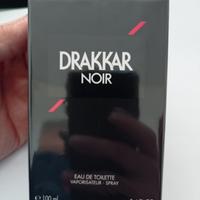 DRAKKAR
NOIR
EAU DE TOILETTE
VAPORISATEUR - SPRAY
e 100 ml